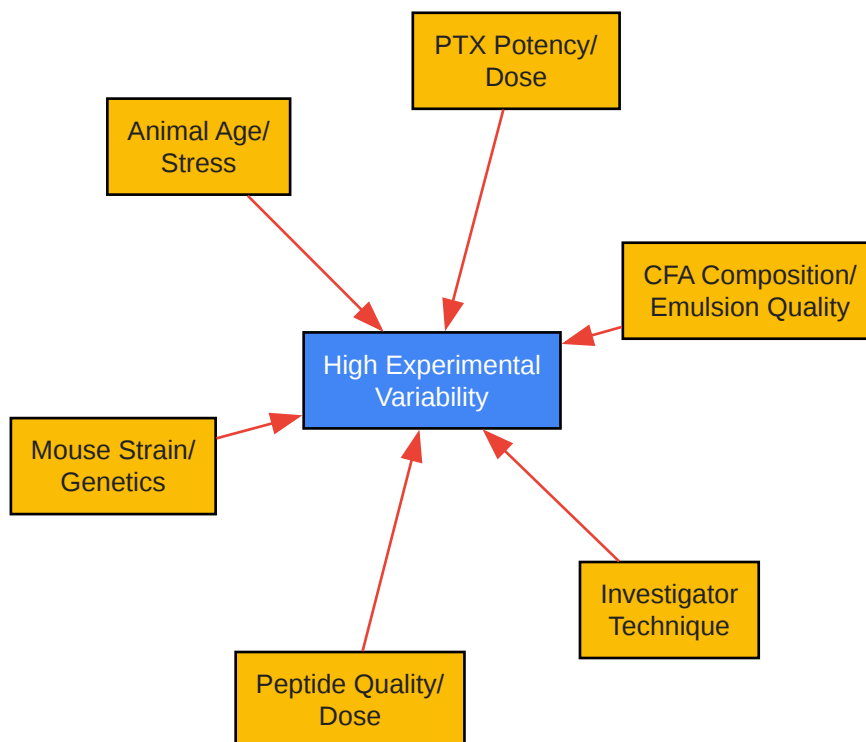 PTX Potency/
Dose
Animal Age/
Stress
CFA Composition/
Emulsion Quality
High Experimental
Variability
Mouse Strain/
Genetics
Investigator
Technique
Peptide Quality/
Dose